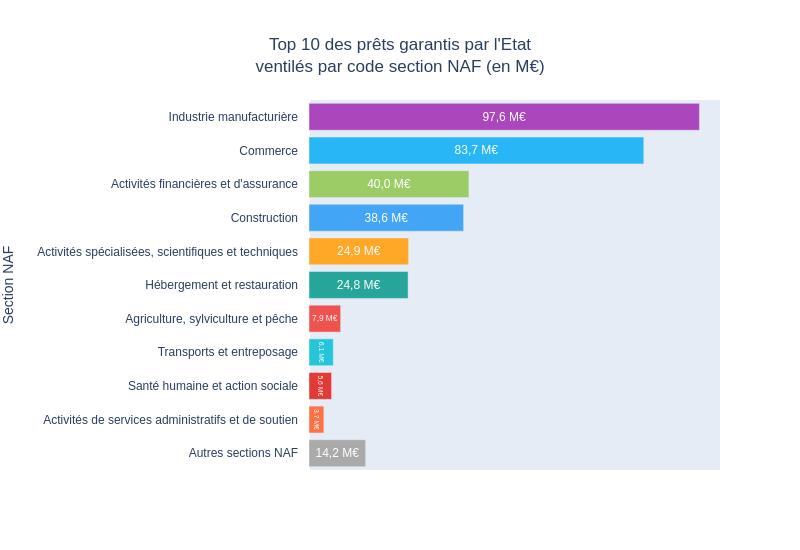 Top 10 des prêts garantis par l'Etat
ventilés par code section NAF (en M€)
Section NAF
Industrie manufacturière 97,6 M€
Commerce 83,7 M€
Activités financières et d'assurance 40,0 M€
Construction 38,6 M€
Activités spécialisées, scientifiques et techniques 24,9 M€
Hébergement et restauration 24,8 M€
Agriculture, sylviculture et pêche 7,9 M€
Transports et entreposage 6,1 M€
Santé humaine et action sociale 5,6 M€
Activités de services administratifs et de soutien 3,7 M€
Autres sections NAF 14,2 M€